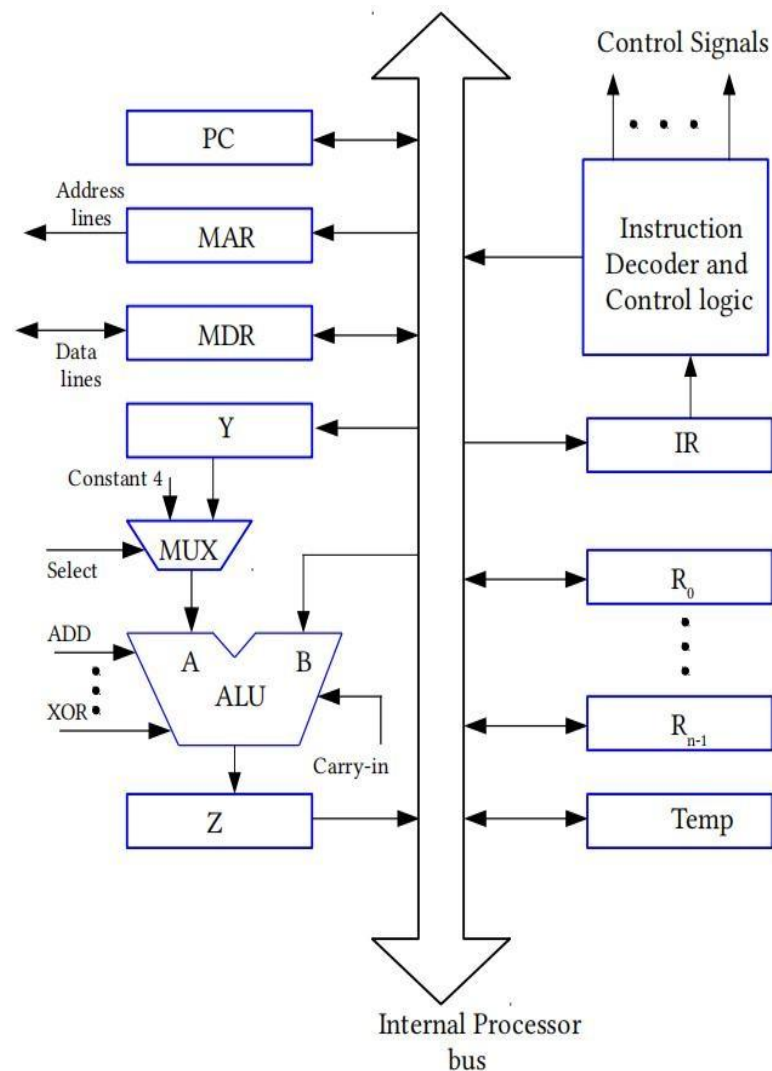 Control Signals
PC
Address
lines
MAR
Instruction
Decoder and
Control logic
MDR
Data
lines
Y
IR
Constant 4
MUX
Select
R0
ADD
A B
ALU
XOR
Rn-1
Carry-in
Z
Temp
Internal Processor
bus